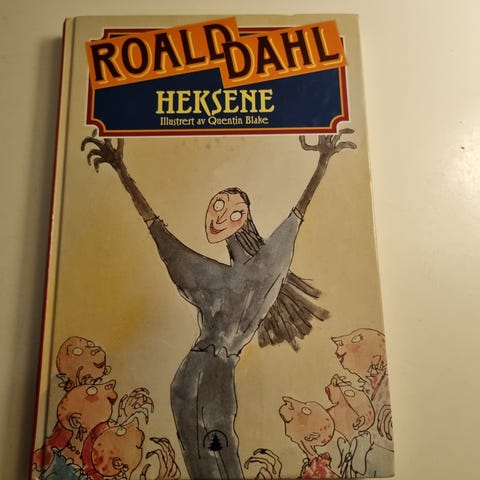 ROALD DAHL
HEKSENE
Illustrert av Quentin Blake